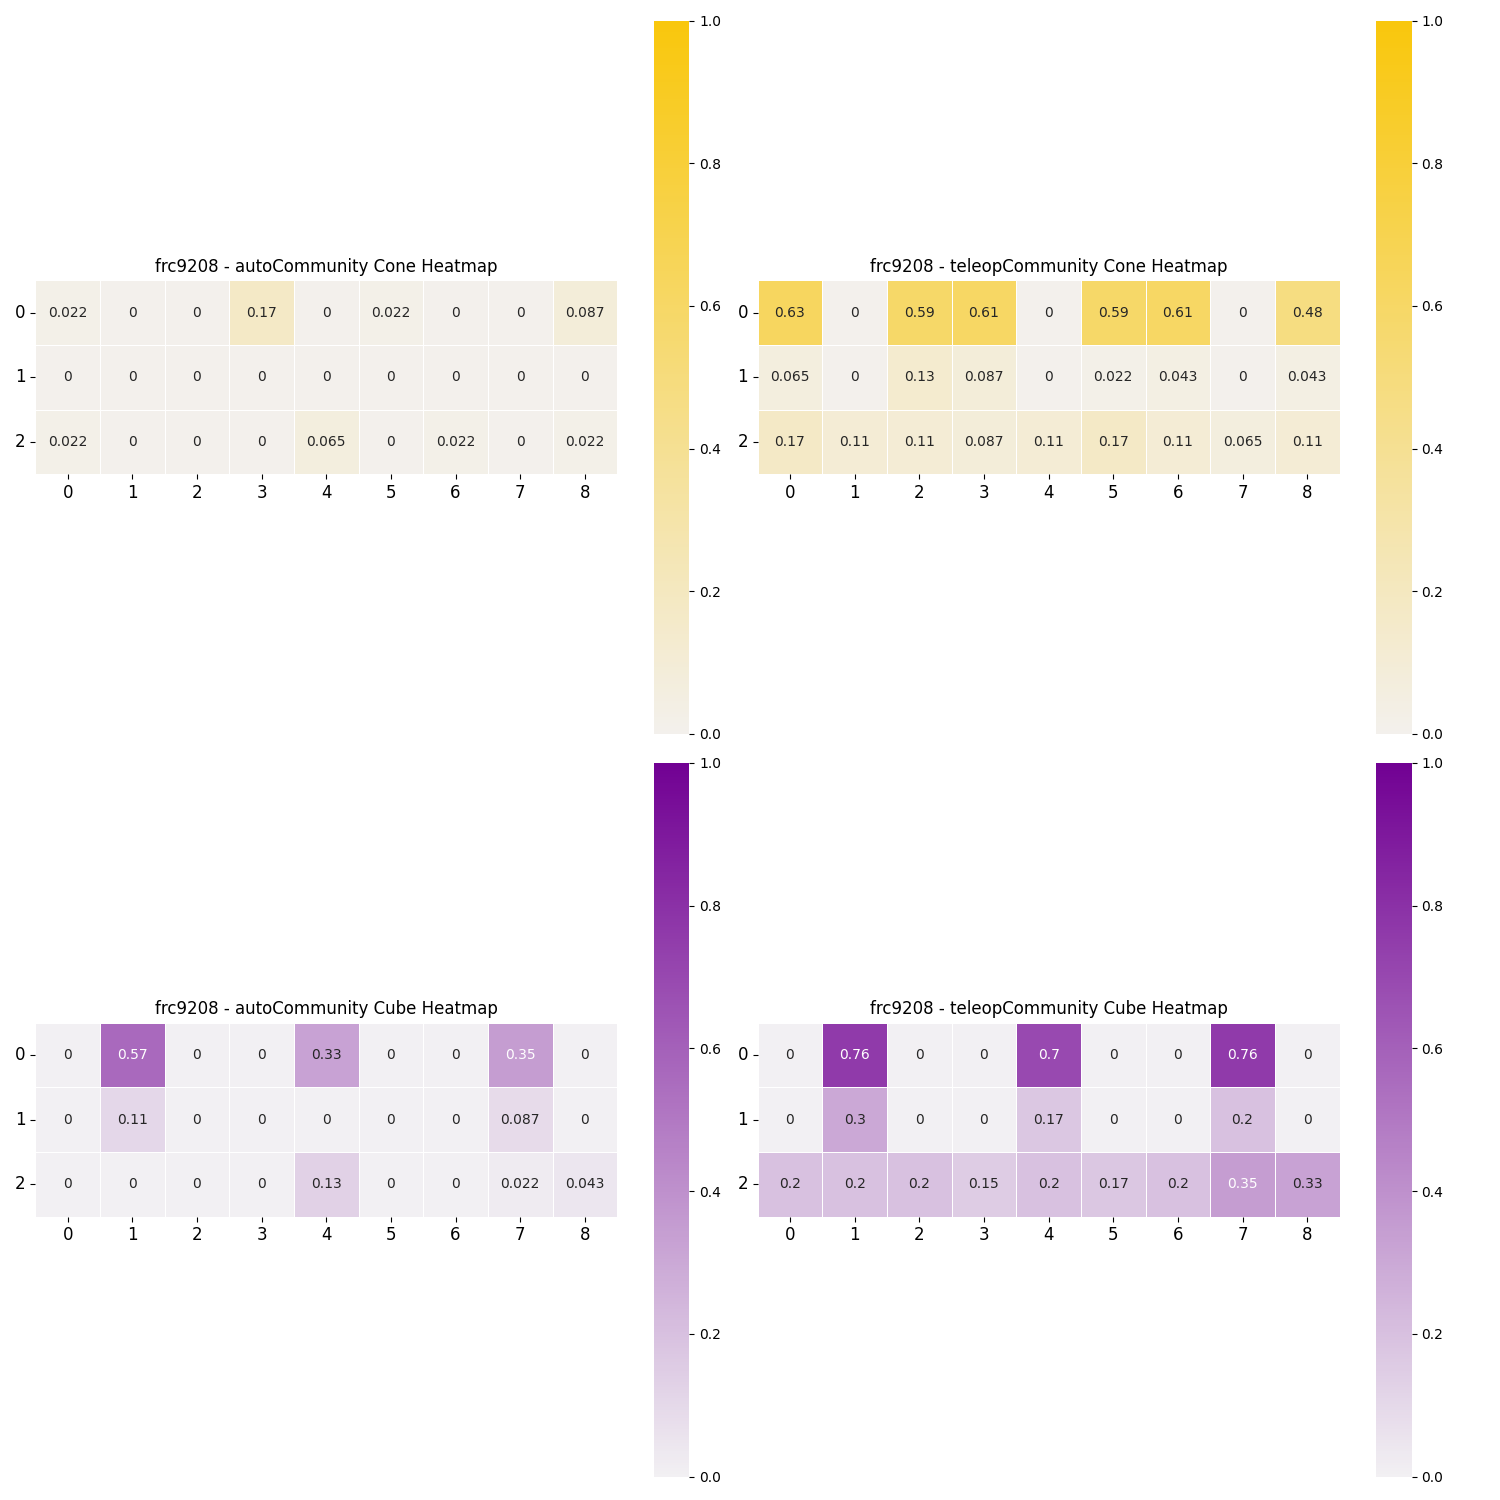 frc9208 - autoCommunity Cone Heatmap
0 0.022 0 0 0.17 0 0.022 0 0 0.087
1 0 0 0 0 0 0 0 0 0
2 0.022 0 0 0 0.065 0 0.022 0 0.022
0 1 2 3 4 5 6 7 8
1.0
0.8
0.6
0.4
0.2
0.0
frc9208 - teleopCommunity Cone Heatmap
0 0.63 0 0.59 0.61 0 0.59 0.61 0 0.48
1 0.065 0 0.13 0.087 0 0.022 0.043 0 0.043
2 0.17 0.11 0.11 0.087 0.11 0.17 0.11 0.065 0.11
0 1 2 3 4 5 6 7 8
1.0
0.8
0.6
0.4
0.2
0.0
frc9208 - autoCommunity Cube Heatmap
0 0 0.57 0 0 0.33 0 0 0.35 0
1 0 0.11 0 0 0 0 0 0.087 0
2 0 0 0 0 0.13 0 0 0.022 0.043
0 1 2 3 4 5 6 7 8
1.0
0.8
0.6
0.4
0.2
0.0
frc9208 - teleopCommunity Cube Heatmap
0 0 0.76 0 0 0.7 0 0 0.76 0
1 0 0.3 0 0 0.17 0 0 0.2 0
2 0.2 0.2 0.2 0.15 0.2 0.17 0.2 0.35 0.33
0 1 2 3 4 5 6 7 8
1.0
0.8
0.6
0.4
0.2
0.0